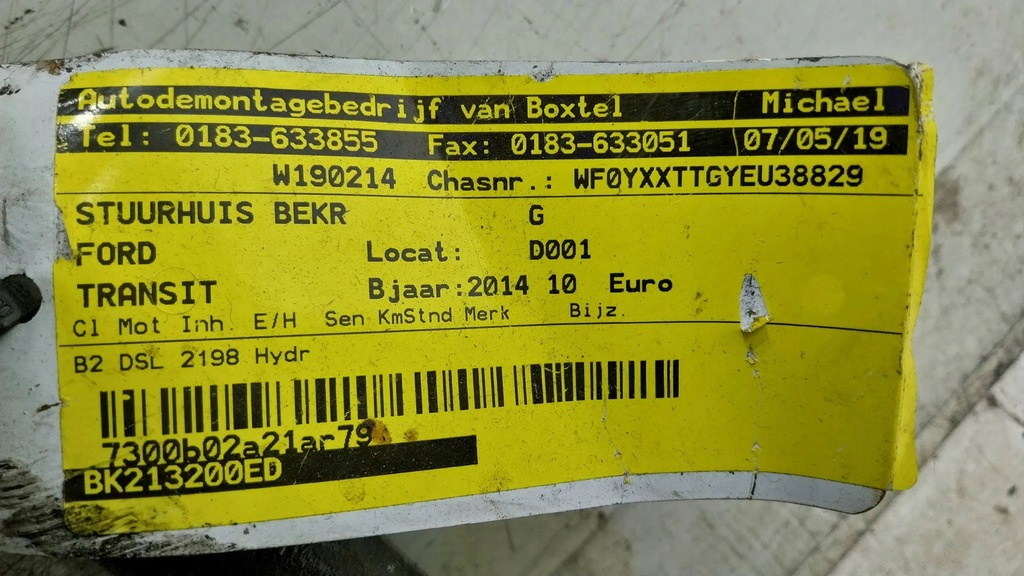 Autodemontagebedrijf van Boxtel Michael
Tel: 0183-633855 Fax: 0183-633051 07/05/19
W190214 Chasnr.: WF0YXXTTGYEU38829
STUURHUIS BEKR G
FORD Locat: D001
TRANSIT Bjaar:2014 10 Euro
Cl Mot Inh. E/H Sen KmStnd Merk Bijz.
B2 DSL 2198 Hydr
7300b02a21ar79
BK213200ED